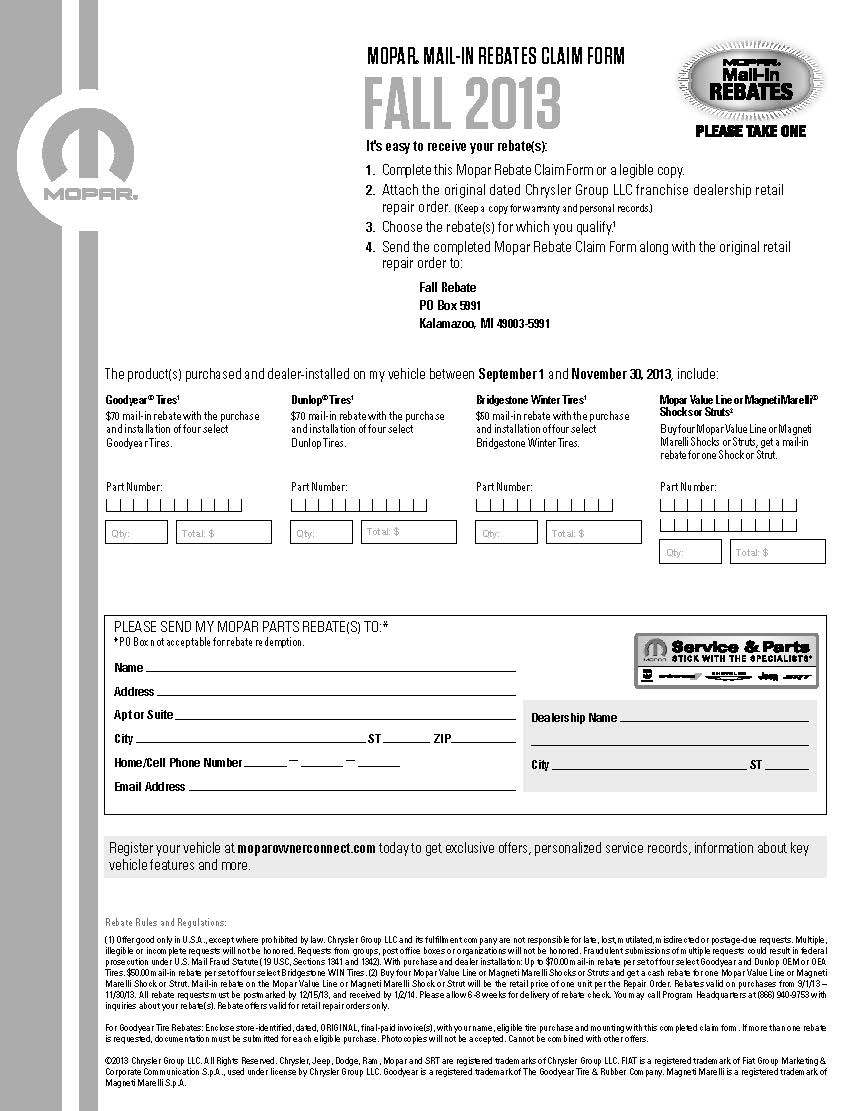 MOPAR® MAIL-IN REBATES CLAIM FORM
FALL 2013
MOPAR®
Mail-In
REBATES
PLEASE TAKE ONE
MOPAR®
It's easy to receive your rebate(s):
1. Complete this Mopar Rebate Claim Form or a legible copy.
2. Attach the original dated Chrysler Group LLC franchise dealership retail
repair order. (Keep a copy for warranty and personal records.)
3. Choose the rebate(s) for which you qualify.¹
4. Send the completed Mopar Rebate Claim Form along with the original retail
repair order to:
Fall Rebate
PO Box 5991
Kalamazoo, MI 49003-5991
The product(s) purchased and dealer-installed on my vehicle between September 1 and November 30, 2013, include:
Goodyear® Tires¹
$70 mail-in rebate with the purchase
and installation of four select
Goodyear Tires.
Part Number:
Qty:
Total: $
Dunlop® Tires¹
$70 mail-in rebate with the purchase
and installation of four select
Dunlop Tires.
Part Number:
Qty:
Total: $
Bridgestone Winter Tires¹
$50 mail-in rebate with the purchase
and installation of four select
Bridgestone Winter Tires.
Part Number:
Qty:
Total: $
Mopar Value Line or Magneti Marelli®
Shocks or Struts²
Buy four Mopar Value Line or Magneti
Marelli Shocks or Struts, get a mail-in
rebate for one Shock or Strut.
Part Number:
Qty:
Total: $
PLEASE SEND MY MOPAR PARTS REBATE(S) TO:*
*PO Box not acceptable for rebate redemption.
Name
Address
Apt or Suite
City ST ZIP
Home/Cell Phone Number – –
Email Address
MOPAR
Service & Parts
STICK WITH THE SPECIALISTS®
Jeep
Dealership Name
City ST
Register your vehicle at moparownerconnect.com today to get exclusive offers, personalized service records, information about key
vehicle features and more.
Rebate Rules and Regulations:
(1) Offer good only in U.S.A., except where prohibited by law. Chrysler Group LLC and its fulfillment company are not responsible for late, lost, mutilated, misdirected or postage-due requests. Multiple,
illegible or incomplete requests will not be honored. Requests from groups, post office boxes or organizations will not be honored. Fraudulent submissions of multiple requests could result in federal
prosecution under U.S. Mail Fraud Statute (19 USC, Sections 1341 and 1342). With purchase and dealer installation: Up to $70.00 mail-in rebate per set of four select Goodyear and Dunlop OEM or OEA
Tires. $50.00 mail-in rebate per set of four select Bridgestone WIN Tires. (2) Buy four Mopar Value Line or Magneti Marelli Shocks or Struts and get a cash rebate for one Mopar Value Line or Magneti
Marelli Shock or Strut. Mail-in rebate on the Mopar Value Line or Magneti Marelli Shock or Strut will be the retail price of one unit per the Repair Order. Rebates valid on purchases from 9/1/13 –
11/30/13. All rebate requests must be postmarked by 12/15/13, and received by 1/2/14. Please allow 6-8 weeks for delivery of rebate check. You may call Program Headquarters at (866) 940-9753 with
inquiries about your rebate(s). Rebate offers valid for retail repair orders only.
For Goodyear Tire Rebates: Enclose store-identified, dated, ORIGINAL, final-paid invoice(s), with your name, eligible tire purchase and mounting with this completed claim form. If more than one rebate
is requested, documentation must be submitted for each eligible purchase. Photocopies will not be accepted. Cannot be combined with other offers.
©2013 Chrysler Group LLC. All Rights Reserved. Chrysler, Jeep, Dodge, Ram, Mopar and SRT are registered trademarks of Chrysler Group LLC. FIAT is a registered trademark of Fiat Group Marketing &
Corporate Communication S.p.A., used under license by Chrysler Group LLC. Goodyear is a registered trademark of The Goodyear Tire & Rubber Company. Magneti Marelli is a registered trademark of
Magneti Marelli S.p.A.